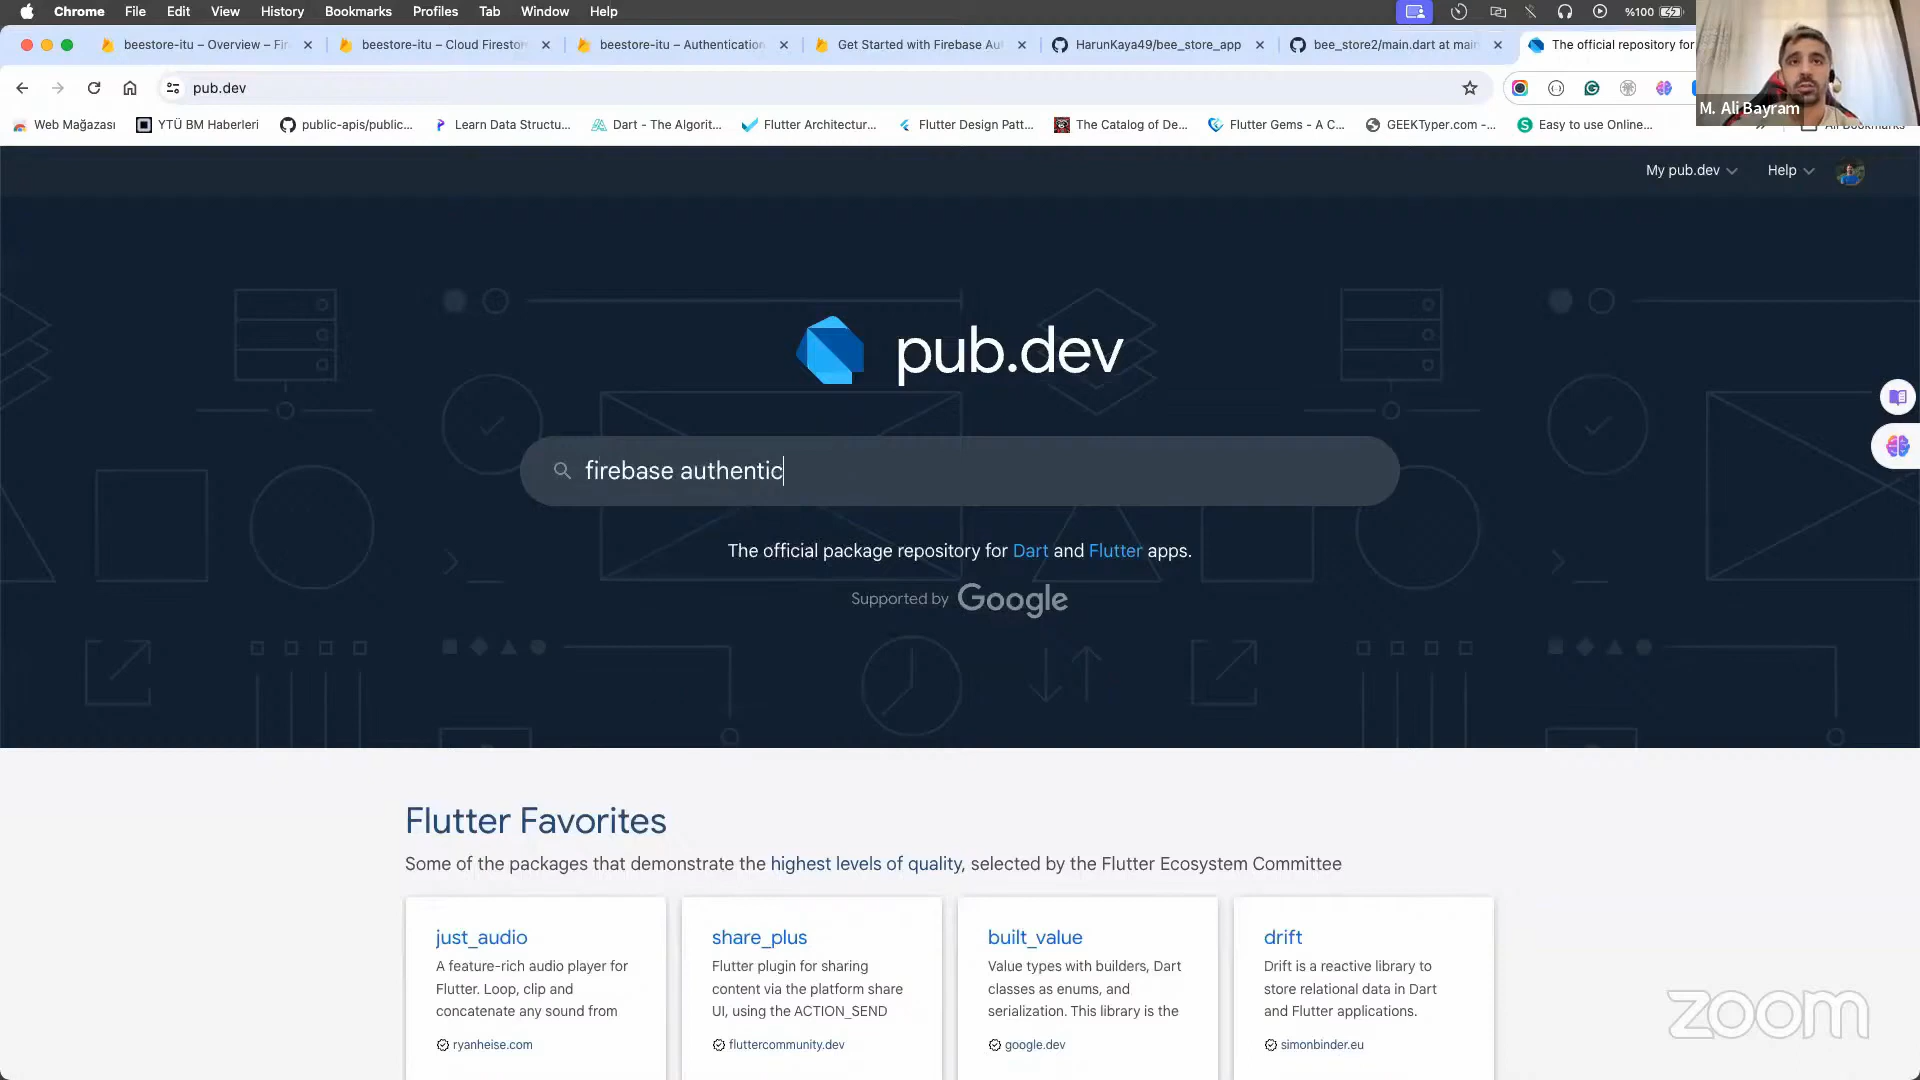 Chrome File Edit View History Bookmarks Profiles Tab Window Help %100
beestore-itu – Overview – Fir
beestore-itu – Cloud Firestor
beestore-itu – Authentication
Get Started with Firebase Aut
HarunKaya49/bee_store_app
bee_store2/main.dart at main
The official repository for
pub.dev
M. Ali Bayram
Web Mağazası
YTÜ BM Haberleri
public-apis/public...
Learn Data Structu...
Dart - The Algorit...
Flutter Architectur...
Flutter Design Patt...
The Catalog of De...
Flutter Gems - A C...
GEEKTyper.com -...
Easy to use Online...
All Bookmarks
My pub.dev Help
pub.dev
firebase authentic
The official package repository for Dart and Flutter apps.
Supported by Google
Flutter Favorites
Some of the packages that demonstrate the highest levels of quality, selected by the Flutter Ecosystem Committee
just_audio
A feature-rich audio player for
Flutter. Loop, clip and
concatenate any sound from
ryanheise.com
share_plus
Flutter plugin for sharing
content via the platform share
UI, using the ACTION_SEND
fluttercommunity.dev
built_value
Value types with builders, Dart
classes as enums, and
serialization. This library is the
google.dev
drift
Drift is a reactive library to
store relational data in Dart
and Flutter applications.
simonbinder.eu
zoom